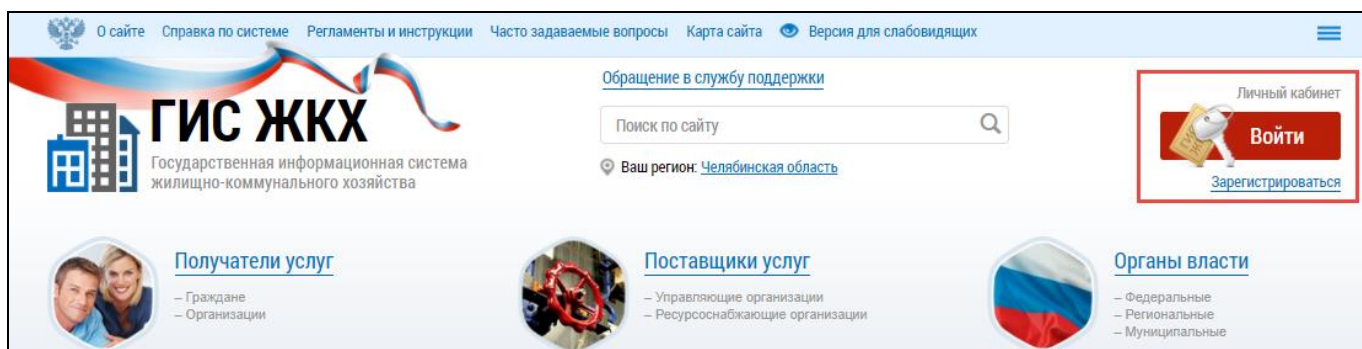 О сайте Справка по системе Регламенты и инструкции Часто задаваемые вопросы Карта сайта Версия для слабовидящих
Обращение в службу поддержки
Личный кабинет
ГИС ЖКХ
Поиск по сайту
Войти
Государственная информационная система
жилищно-коммунального хозяйства
Ваш регион: Челябинская область
Зарегистрироваться
Получатели услуг
– Граждане
– Организации
Поставщики услуг
– Управляющие организации
– Ресурсоснабжающие организации
Органы власти
– Федеральные
– Региональные
– Муниципальные